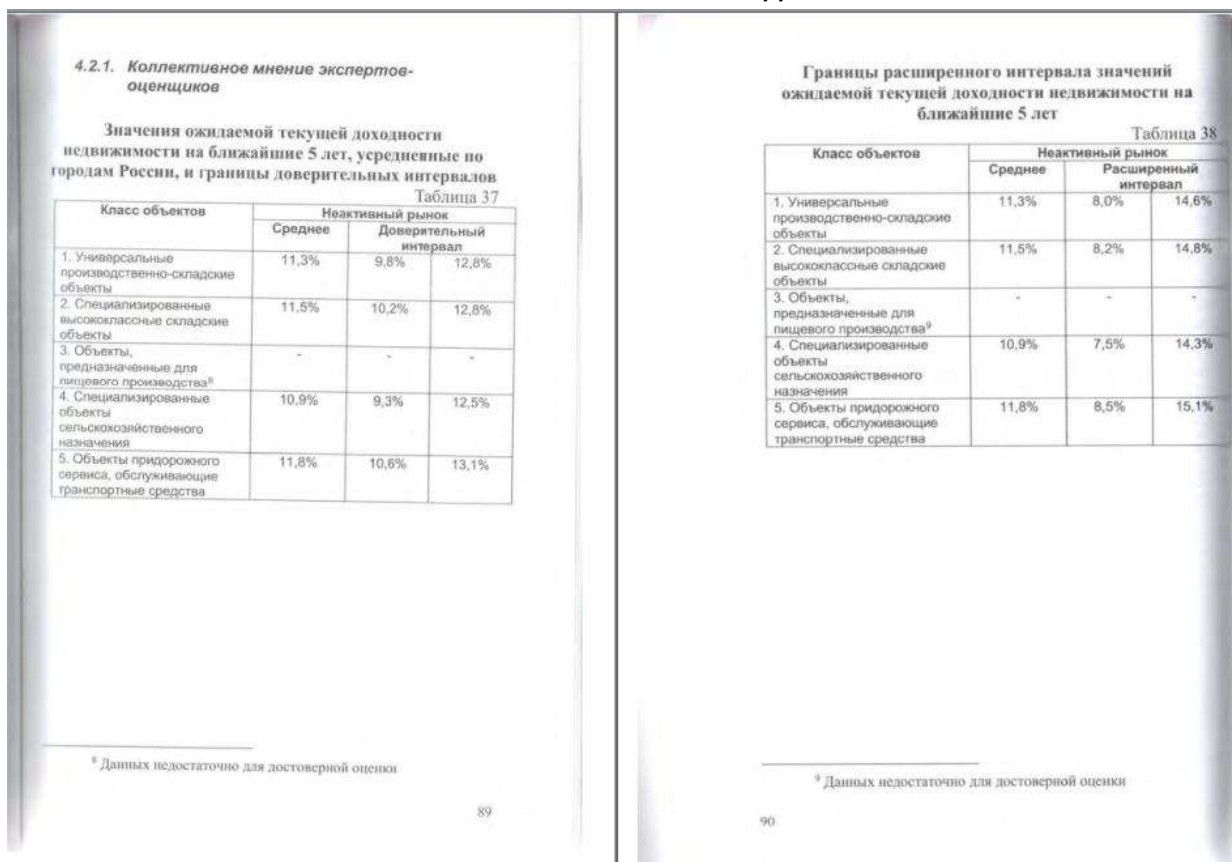 4.2.1. Коллективное мнение экспертов-
оценщиков
Значения ожидаемой текущей доходности
недвижимости на ближайшие 5 лет, усредненные по
городам России, и границы доверительных интервалов
Таблица 37
Класс объектов Неактивный рынок
Среднее Доверительный
интервал
1. Универсальные 11,3% 9,8% 12,8%
производственно-складские
объекты
2. Специализированные 11,5% 10,2% 12,8%
высококлассные складские
объекты
3. Объекты, - - -
предназначенные для
пищевого производства⁸
4. Специализированные 10,9% 9,3% 12,5%
объекты
сельскохозяйственного
назначения
5. Объекты придорожного 11,8% 10,6% 13,1%
сервиса, обслуживающие
транспортные средства
⁸ Данных недостаточно для достоверной оценки
89
Границы расширенного интервала значений
ожидаемой текущей доходности недвижимости на
ближайшие 5 лет
Таблица 38
Класс объектов Неактивный рынок
Среднее Расширенный
интервал
1. Универсальные 11,3% 8,0% 14,6%
производственно-складские
объекты
2. Специализированные 11,5% 8,2% 14,8%
высококлассные складские
объекты
3. Объекты, - - -
предназначенные для
пищевого производства⁹
4. Специализированные 10,9% 7,5% 14,3%
объекты
сельскохозяйственного
назначения
5. Объекты придорожного 11,8% 8,5% 15,1%
сервиса, обслуживающие
транспортные средства
⁹ Данных недостаточно для достоверной оценки
90